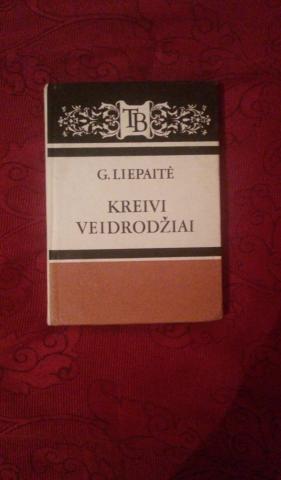 TB
G. LIEPAITĖ
KREIVI
VEIDRODŽIAI